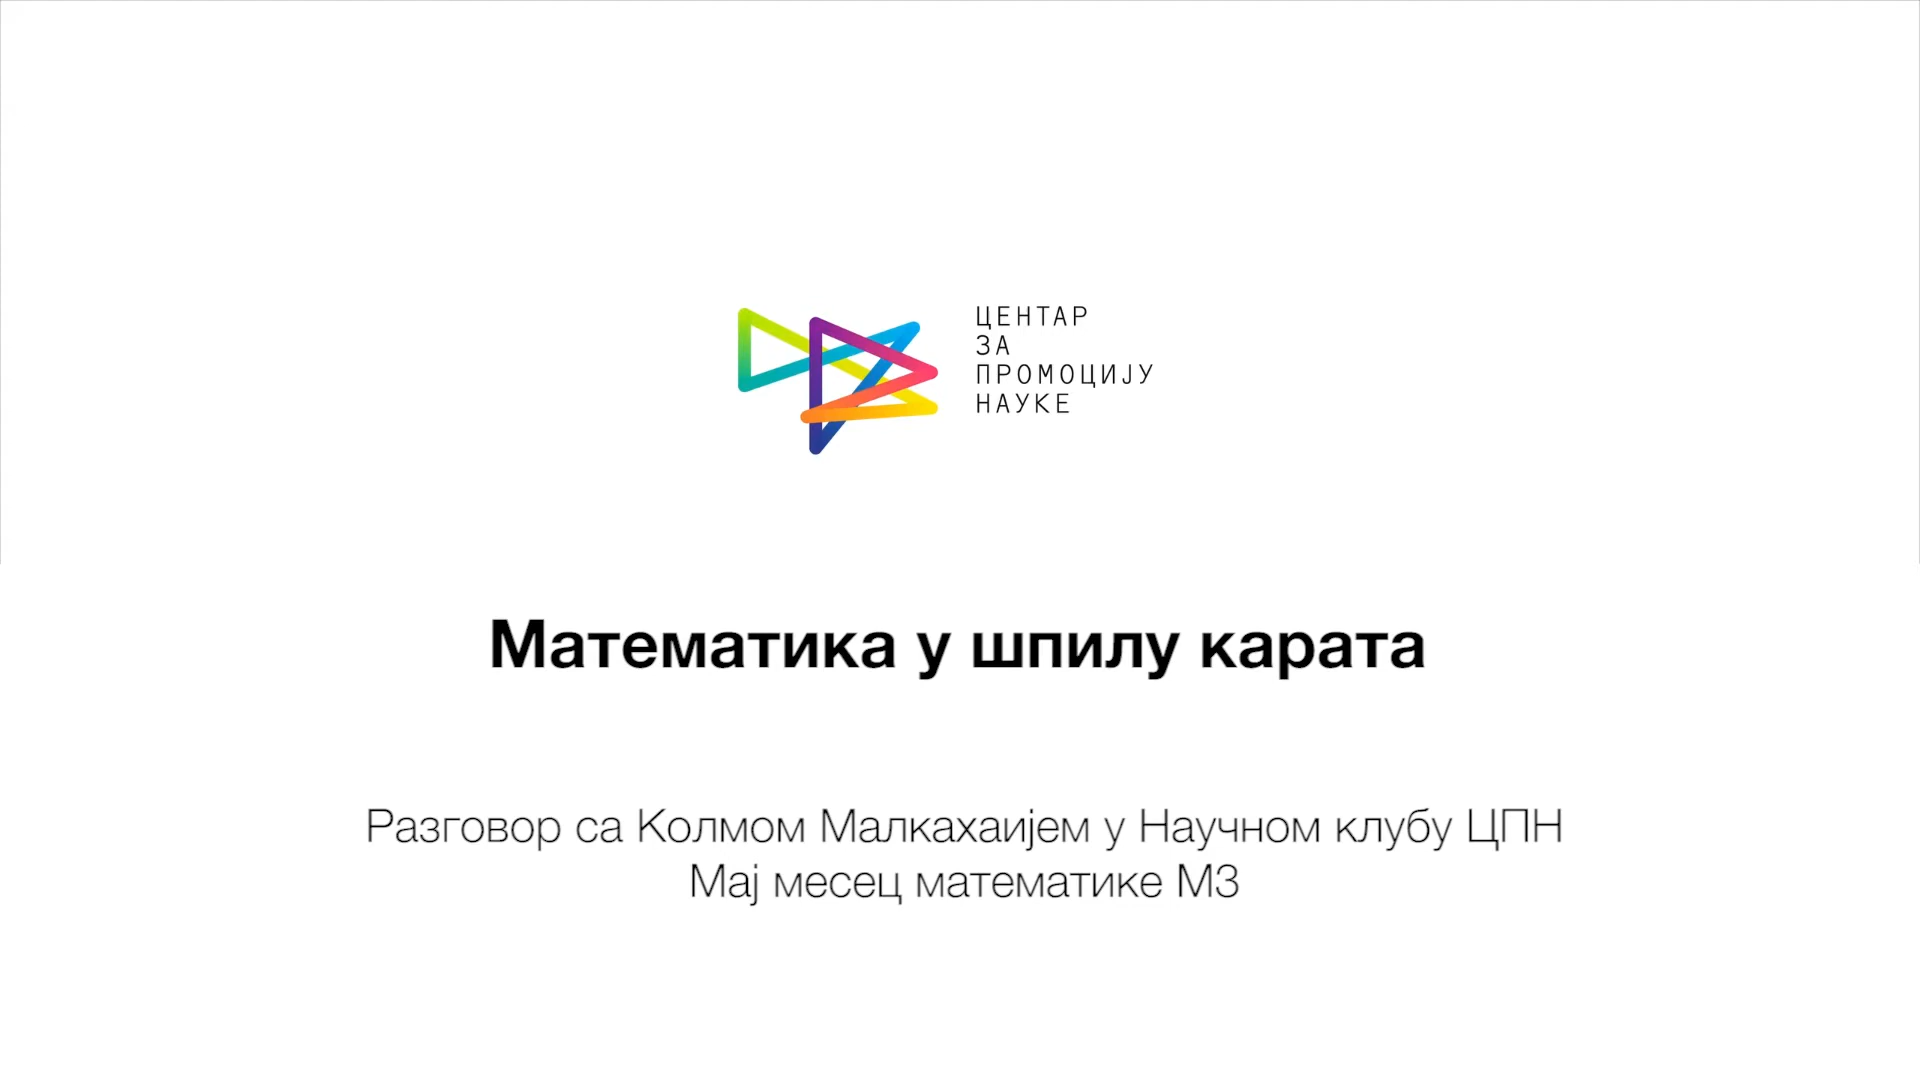 ЦЕНТАР
ЗА
ПРОМОЦИЈУ
НАУКЕ
Математика у шпилу карата
Разговор са Колмом Малкахаијем у Научном клубу ЦПН
Мај месец математике М3